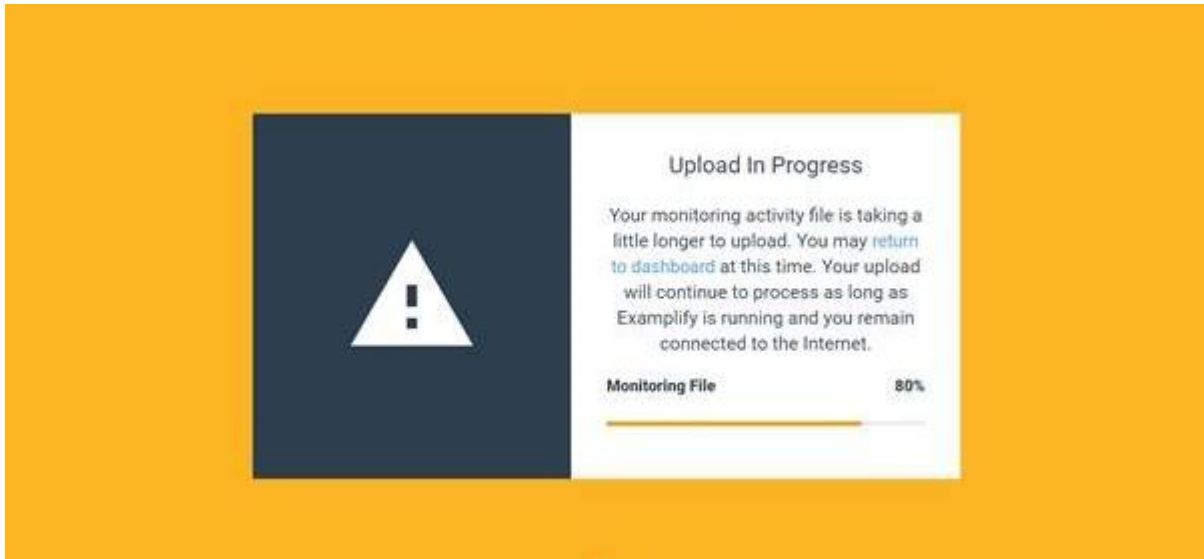 Upload In Progress
Your monitoring activity file is taking a
little longer to upload. You may return
to dashboard at this time. Your upload
will continue to process as long as
Examplify is running and you remain
connected to the Internet.
Monitoring File 80%